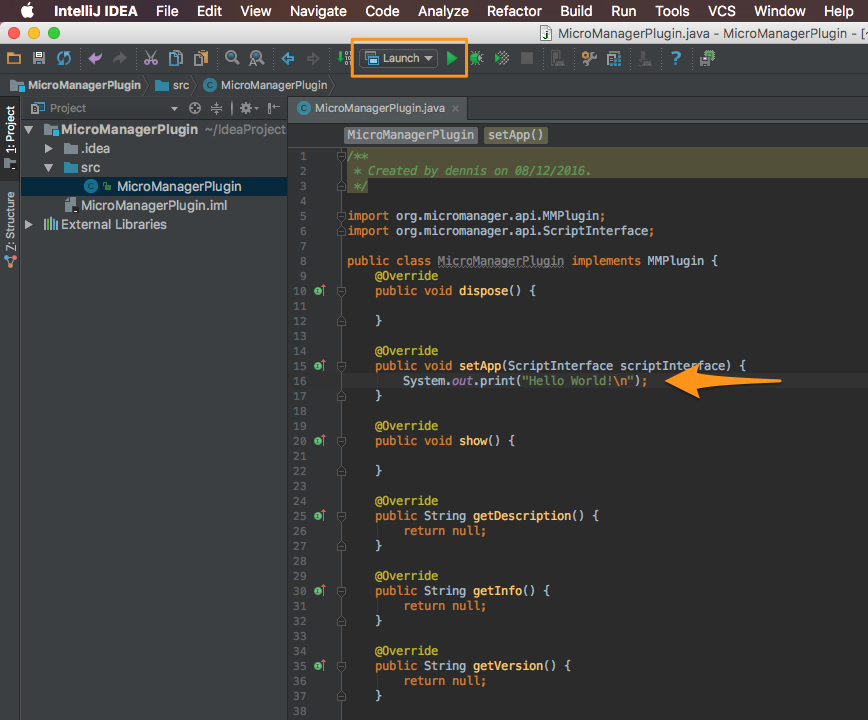 IntelliJ IDEA File Edit View Navigate Code Analyze Refactor Build Run Tools VCS Window Help
MicroManagerPlugin.java - MicroManagerPlugin - [~
Launch
MicroManagerPlugin src MicroManagerPlugin
1: Project
Z: Structure
Project
MicroManagerPlugin ~/IdeaProject
.idea
src
MicroManagerPlugin
MicroManagerPlugin.iml
External Libraries
MicroManagerPlugin.java
MicroManagerPlugin setApp()
1 /**
2 * Created by dennis on 08/12/2016.
3 */
4
5 import org.micromanager.api.MMPlugin;
6 import org.micromanager.api.ScriptInterface;
7
8 public class MicroManagerPlugin implements MMPlugin {
9 @Override
10 public void dispose() {
11
12 }
13
14 @Override
15 public void setApp(ScriptInterface scriptInterface) {
16 System.out.print("Hello World!\n");
17 }
18
19 @Override
20 public void show() {
21
22 }
23
24 @Override
25 public String getDescription() {
26 return null;
27 }
28
29 @Override
30 public String getInfo() {
31 return null;
32 }
33
34 @Override
35 public String getVersion() {
36 return null;
37 }
38